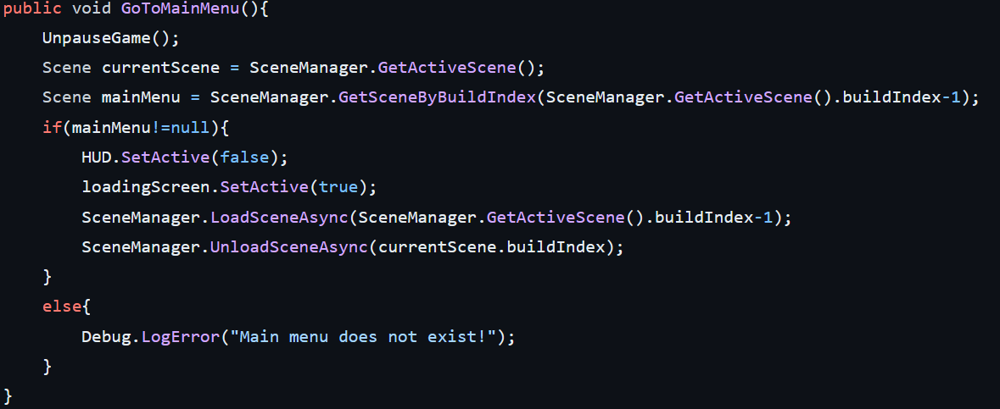 public void GoToMainMenu(){
    UnpauseGame();
    Scene currentScene = SceneManager.GetActiveScene();
    Scene mainMenu = SceneManager.GetSceneByBuildIndex(SceneManager.GetActiveScene().buildIndex-1);
    if(mainMenu!=null){
        HUD.SetActive(false);
        loadingScreen.SetActive(true);
        SceneManager.LoadSceneAsync(SceneManager.GetActiveScene().buildIndex-1);
        SceneManager.UnloadSceneAsync(currentScene.buildIndex);
    }
    else{
        Debug.LogError("Main menu does not exist!");
    }
}